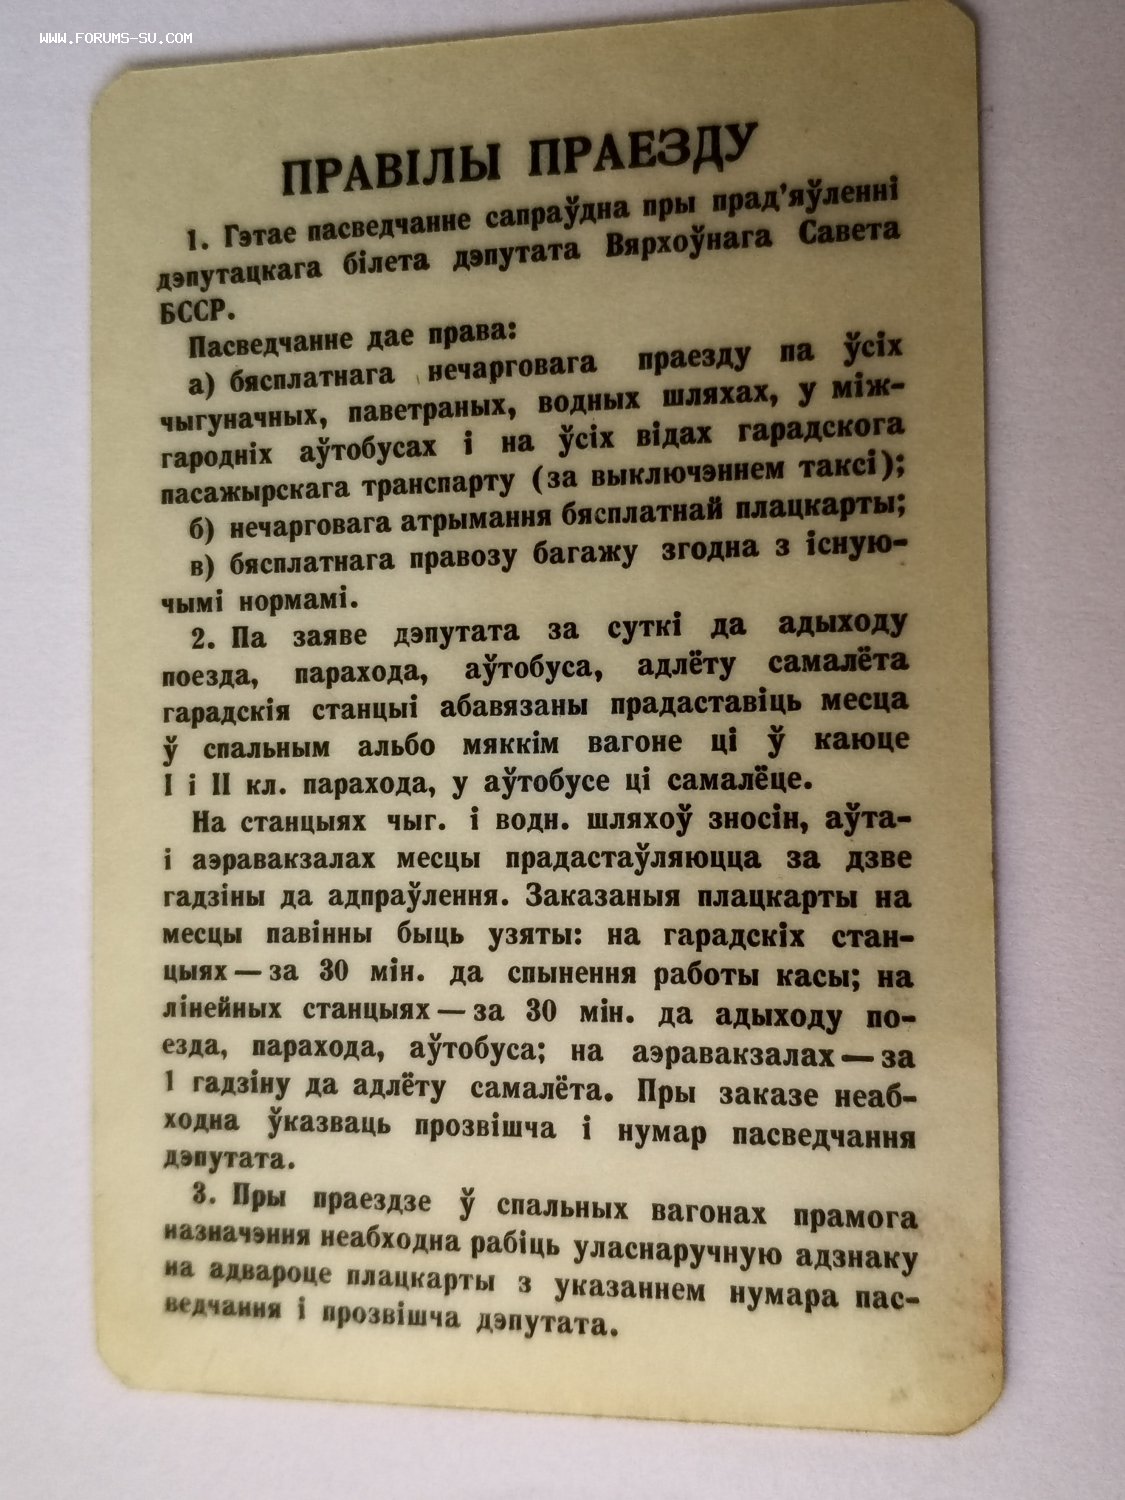 WWW.FORUMS-SU.COM
ПРАВІЛЫ ПРАЕЗДУ
1. Гэтае пасведчанне сапраўдна пры прад’яўленні
дэпутацкага білета дэпутата Вярхоўнага Савета
БССР.
Пасведчанне дае права:
а) бясплатнага нечарговага праезду па ўсіх
чыгуначных, паветраных, водных шляхах, у між-
гародніх аўтобусах і на ўсіх відах гарадскога
пасажырскага транспарту (за выключэннем таксі);
б) нечарговага атрымання бясплатнай плацкарты;
в) бясплатнага правозу багажу згодна з існую-
чымі нормамі.
2. Па заяве дэпутата за суткі да адыходу
поезда, парахода, аўтобуса, адлёту самалёта
гарадскія станцыі абавязаны прадаставіць месца
ў спальным альбо мяккім вагоне ці ў каюце
I і II кл. парахода, у аўтобусе ці самалёце.
На станцыях чыг. і водн. шляхоў зносін, аўта-
і аэравакзалах месцы прадастаўляюцца за дзве
гадзіны да адпраўлення. Заказаныя плацкарты на
месцы павінны быць узяты: на гарадскіх стан-
цыях — за 30 мін. да спынення работы касы; на
лінейных станцыях — за 30 мін. да адыходу по-
езда, парахода, аўтобуса; на аэравакзалах — за
1 гадзіну да адлёту самалёта. Пры заказе неаб-
ходна ўказваць прозвішча і нумар пасведчання
дэпутата.
3. Пры праездзе ў спальных вагонах прамога
назначэння неабходна рабіць уласнаручную адзнаку
на адвароце плацкарты з указаннем нумара пас-
ведчання і прозвішча дэпутата.